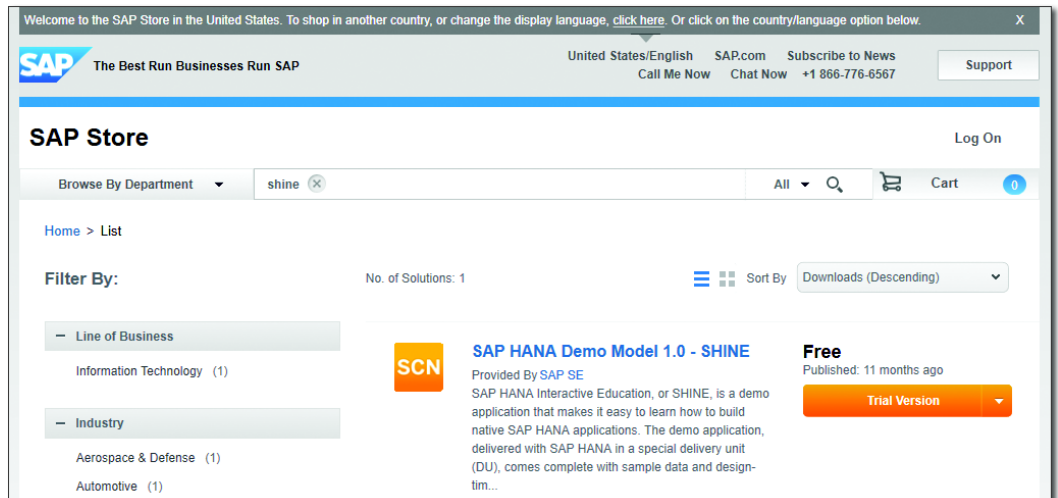 Welcome to the SAP Store in the United States. To shop in another country, or change the display language, click here. Or click on the country/language option below. X
SAP The Best Run Businesses Run SAP
United States/English SAP.com Subscribe to News
Call Me Now Chat Now +1 866-776-6567
Support
SAP Store
Log On
Browse By Department shine All Cart 0
Home > List
Filter By:
No. of Solutions: 1
Sort By Downloads (Descending)
– Line of Business
Information Technology (1)
– Industry
Aerospace & Defense (1)
Automotive (1)
SCN
SAP HANA Demo Model 1.0 - SHINE
Provided By SAP SE
SAP HANA Interactive Education, or SHINE, is a demo
application that makes it easy to learn how to build
native SAP HANA applications. The demo application,
delivered with SAP HANA in a special delivery unit
(DU), comes complete with sample data and design-
tim...
Free
Published: 11 months ago
Trial Version